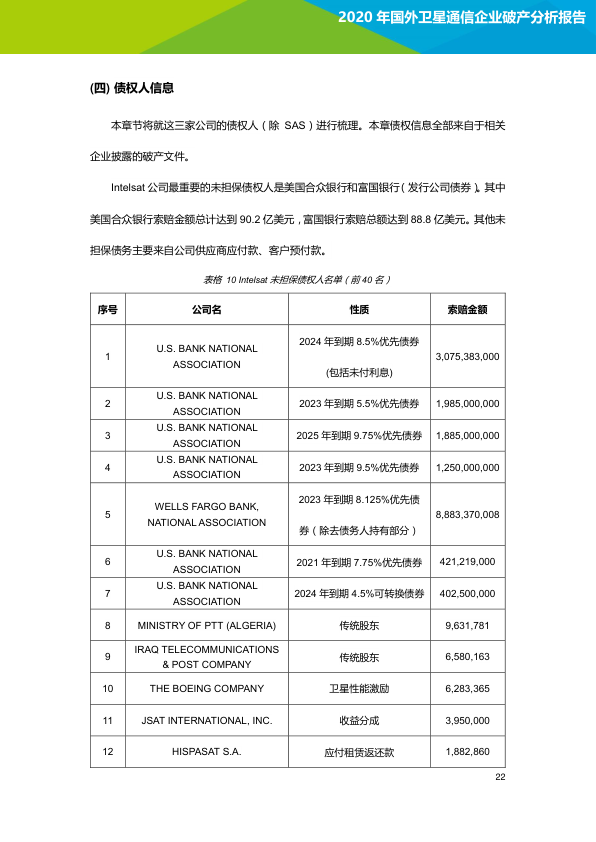 2020 年国外卫星通信企业破产分析报告
(四) 债权人信息
本章节将就这三家公司的债权人（除 SAS）进行梳理。本章债权信息全部来自于相关
企业披露的破产文件。
Intelsat 公司最重要的未担保债权人是美国合众银行和富国银行（发行公司债券）。其中
美国合众银行索赔金额总计达到 90.2 亿美元，富国银行索赔总额达到 88.8 亿美元。其他未
担保债务主要来自公司供应商应付款、客户预付款。
表格 10 Intelsat 未担保债权人名单（前 40 名）
序号 公司名 性质 索赔金额
1 U.S. BANK NATIONAL ASSOCIATION 2024 年到期 8.5%优先债券 (包括未付利息) 3,075,383,000
2 U.S. BANK NATIONAL ASSOCIATION 2023 年到期 5.5%优先债券 1,985,000,000
3 U.S. BANK NATIONAL ASSOCIATION 2025 年到期 9.75%优先债券 1,885,000,000
4 U.S. BANK NATIONAL ASSOCIATION 2023 年到期 9.5%优先债券 1,250,000,000
5 WELLS FARGO BANK, NATIONAL ASSOCIATION 2023 年到期 8.125%优先债券（除去债务人持有部分） 8,883,370,008
6 U.S. BANK NATIONAL ASSOCIATION 2021 年到期 7.75%优先债券 421,219,000
7 U.S. BANK NATIONAL ASSOCIATION 2024 年到期 4.5%可转换债券 402,500,000
8 MINISTRY OF PTT (ALGERIA) 传统股东 9,631,781
9 IRAQ TELECOMMUNICATIONS & POST COMPANY 传统股东 6,580,163
10 THE BOEING COMPANY 卫星性能激励 6,283,365
11 JSAT INTERNATIONAL, INC. 收益分成 3,950,000
12 HISPASAT S.A. 应付租赁返还款 1,882,860
22